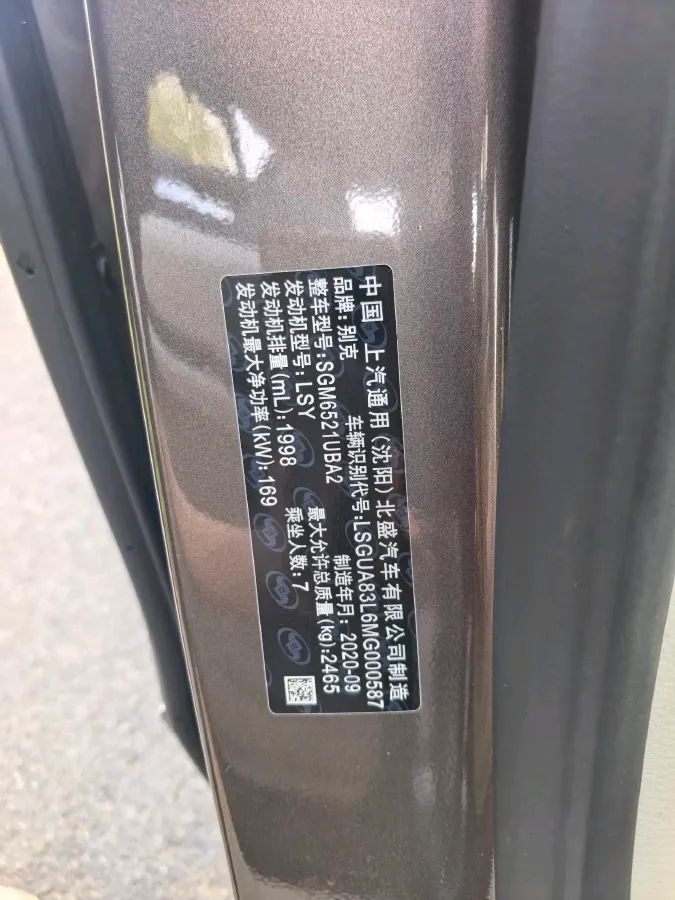 中国 上汽通用(沈阳)北盛汽车有限公司制造
品牌:别克 车辆识别代号:LSGUA83L6MG000587
整车型号:SGM6521UBA2 制造年月:2020-09
发动机型号:LSY 最大允许总质量(kg):2465
发动机排量(mL):1998 乘坐人数:7
发动机最大净功率(kW):169